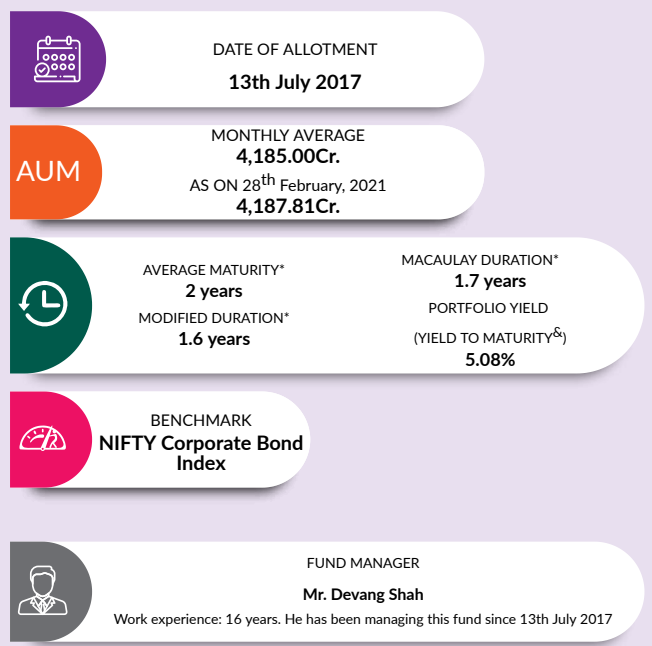 DATE OF ALLOTMENT
13th July 2017
AUM
MONTHLY AVERAGE
4,185.00Cr.
AS ON 28th February, 2021
4,187.81Cr.
AVERAGE MATURITY*
2 years
MODIFIED DURATION*
1.6 years
MACAULAY DURATION*
1.7 years
PORTFOLIO YIELD
(YIELD TO MATURITY&)
5.08%
BENCHMARK
NIFTY Corporate Bond
Index
FUND MANAGER
Mr. Devang Shah
Work experience: 16 years. He has been managing this fund since 13th July 2017